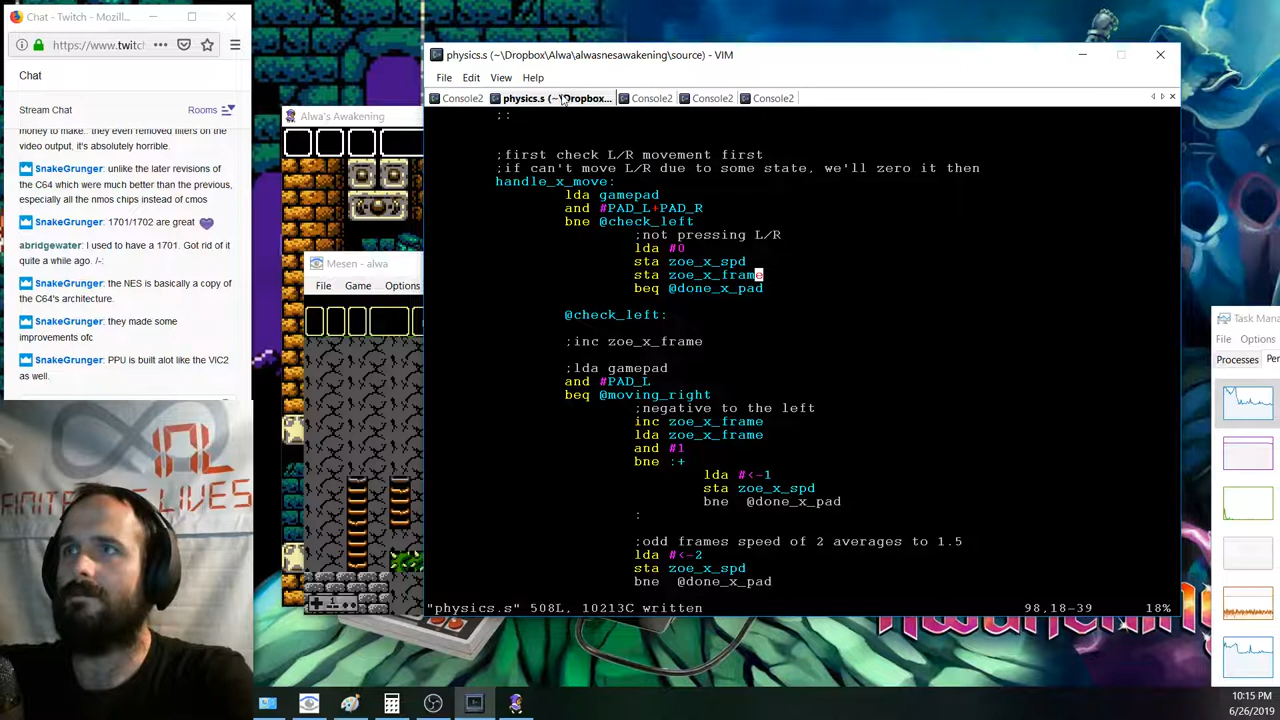 Chat - Twitch - Mozill...
https://www.twitch
Chat
Stream Chat
Rooms
money to make.. they even removed filters on the
video output, it's absolutely horrible.
SnakeGrunger: unlike the later revisions of
the C64 which were much better than the previous,
especially all the nmos chips instead of cmos
SnakeGrunger: 1701/1702 are great
abridgewater: I used to have a 1701. Got rid of it
quite a while ago. /-:
SnakeGrunger: the NES is basically a copy of
the C64's architecture.
SnakeGrunger: they made some
improvements ofc
SnakeGrunger: PPU is built alot like the VIC2
as well.
Alwa's Awakening
Mesen - alwa
File Game Options
physics.s (~\Dropbox\Alwa\alwasnesawakening\source) - VIM
File Edit View Help
Console2 physics.s (~\Dropbox... Console2 Console2 Console2
;:
;first check L/R movement first
;if can't move L/R due to some state, we'll zero it then
handle_x_move:
lda gamepad
and #PAD_L+PAD_R
bne @check_left
;not pressing L/R
lda #0
sta zoe_x_spd
sta zoe_x_frame
beq @done_x_pad
@check_left:
;inc zoe_x_frame
;lda gamepad
and #PAD_L
beq @moving_right
;negative to the left
inc zoe_x_frame
lda zoe_x_frame
and #1
bne :+
lda #<-1
sta zoe_x_spd
bne @done_x_pad
:
;odd frames speed of 2 averages to 1.5
lda #<-2
sta zoe_x_spd
bne @done_x_pad
"physics.s" 508L, 10213C written 98,18-39 18%
Task Man
File Options
Processes Per
10:15 PM
6/26/2019